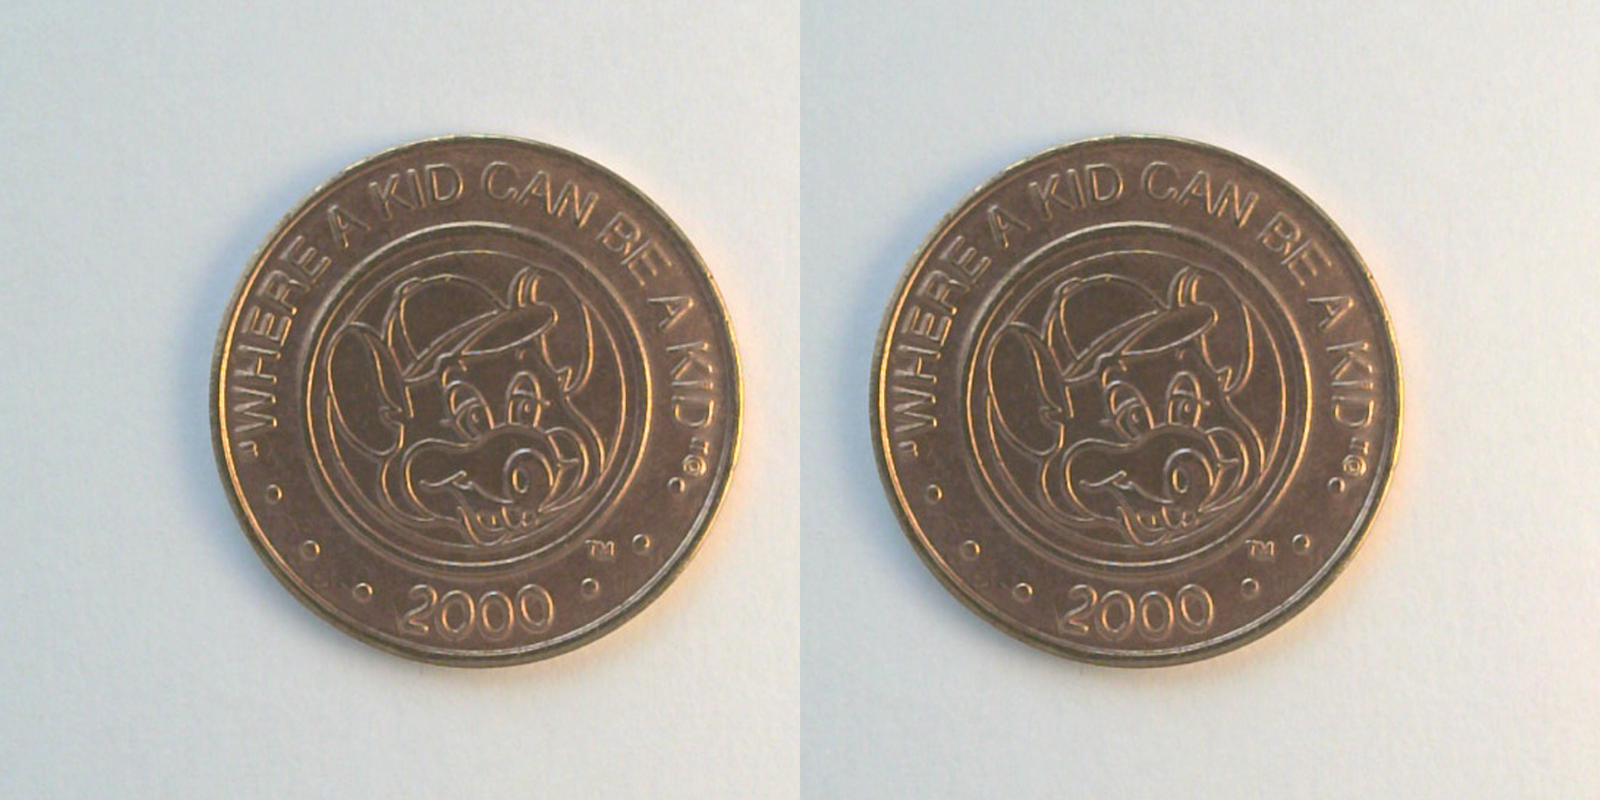 "WHERE A KID CAN BE A KID"®
TM
2000
"WHERE A KID CAN BE A KID"®
TM
2000